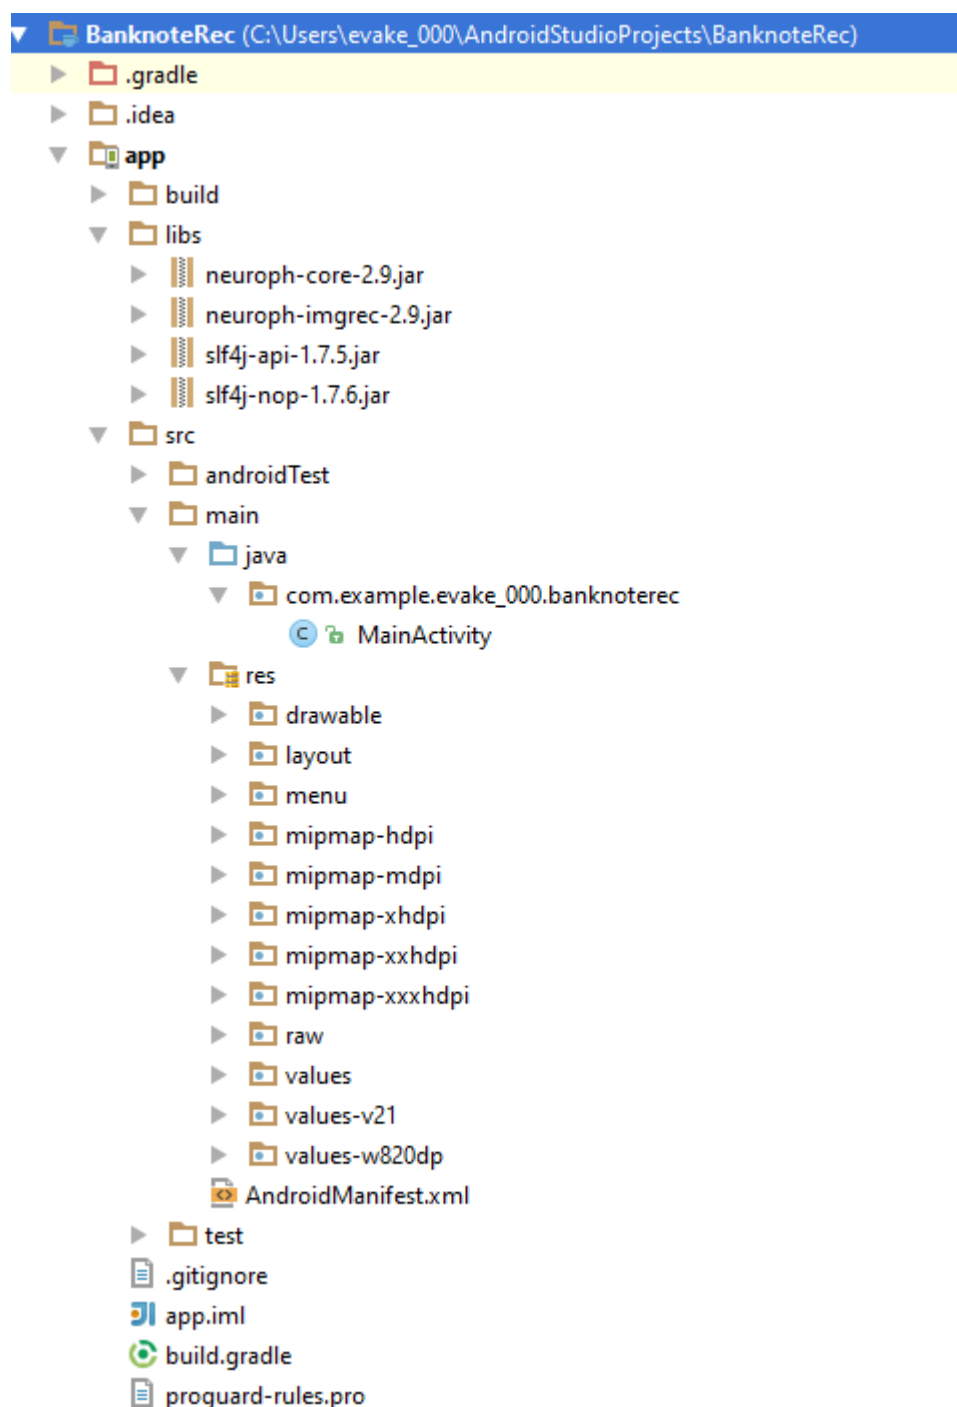 BanknoteRec (C:\Users\evake_000\AndroidStudioProjects\BanknoteRec)
.gradle
.idea
app
build
libs
neuroph-core-2.9.jar
neuroph-imgrec-2.9.jar
slf4j-api-1.7.5.jar
slf4j-nop-1.7.6.jar
src
androidTest
main
java
com.example.evake_000.banknoterec
C MainActivity
res
drawable
layout
menu
mipmap-hdpi
mipmap-mdpi
mipmap-xhdpi
mipmap-xxhdpi
mipmap-xxxhdpi
raw
values
values-v21
values-w820dp
AndroidManifest.xml
test
.gitignore
app.iml
build.gradle
proguard-rules.pro